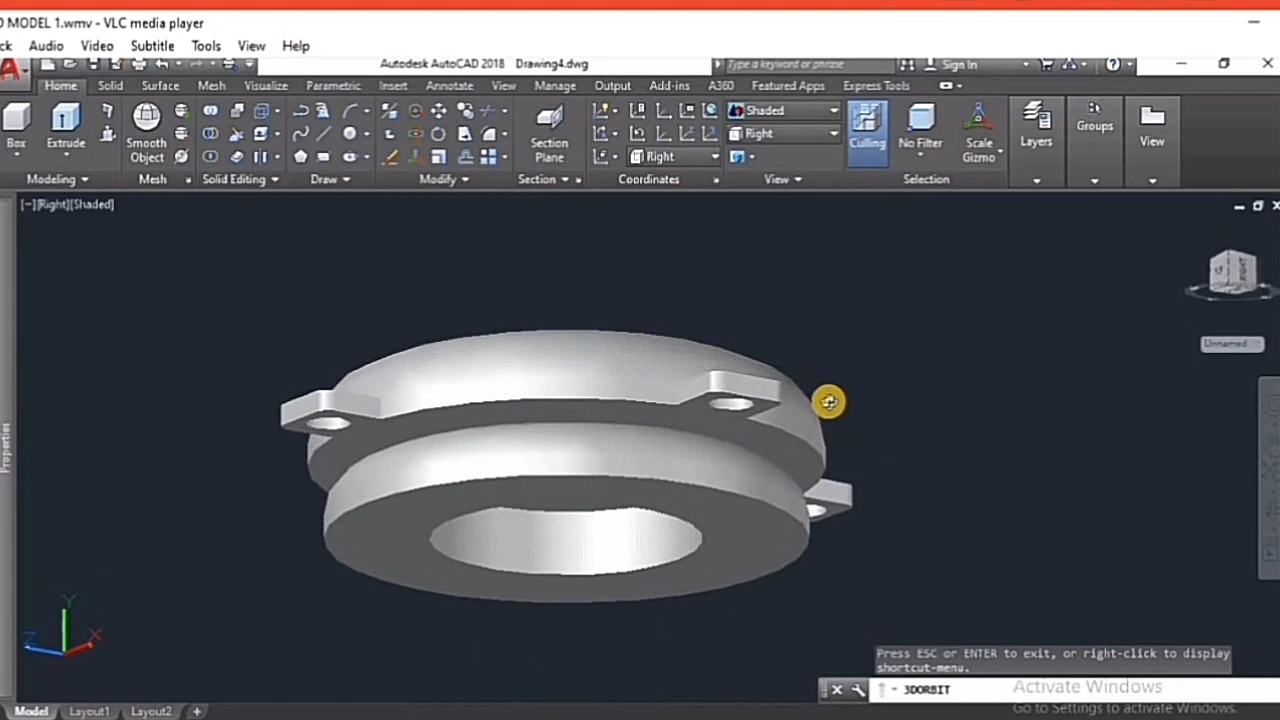 D MODEL 1.wmv - VLC media player
ck Audio Video Subtitle Tools View Help
Autodesk AutoCAD 2018 Drawing4.dwg
Type a keyword or phrase
Sign In
Home Solid Surface Mesh Visualize Parametric Insert Annotate View Manage Output Add-ins A360 Featured Apps Express Tools
Box
Extrude
Smooth
Object
Section
Plane
Shaded
Right
Right
Culling
No Filter
Scale
Gizmo
Layers
Groups
View
Modeling Mesh Solid Editing Draw Modify Section Coordinates View Selection
[−][Right][Shaded]
RIGHT
Unnamed
Properties
Y
Z
X
Press ESC or ENTER to exit, or right-click to display
shortcut-menu.
3DORBIT
Activate Windows
Go to Settings to activate Windows.
Model Layout1 Layout2 +